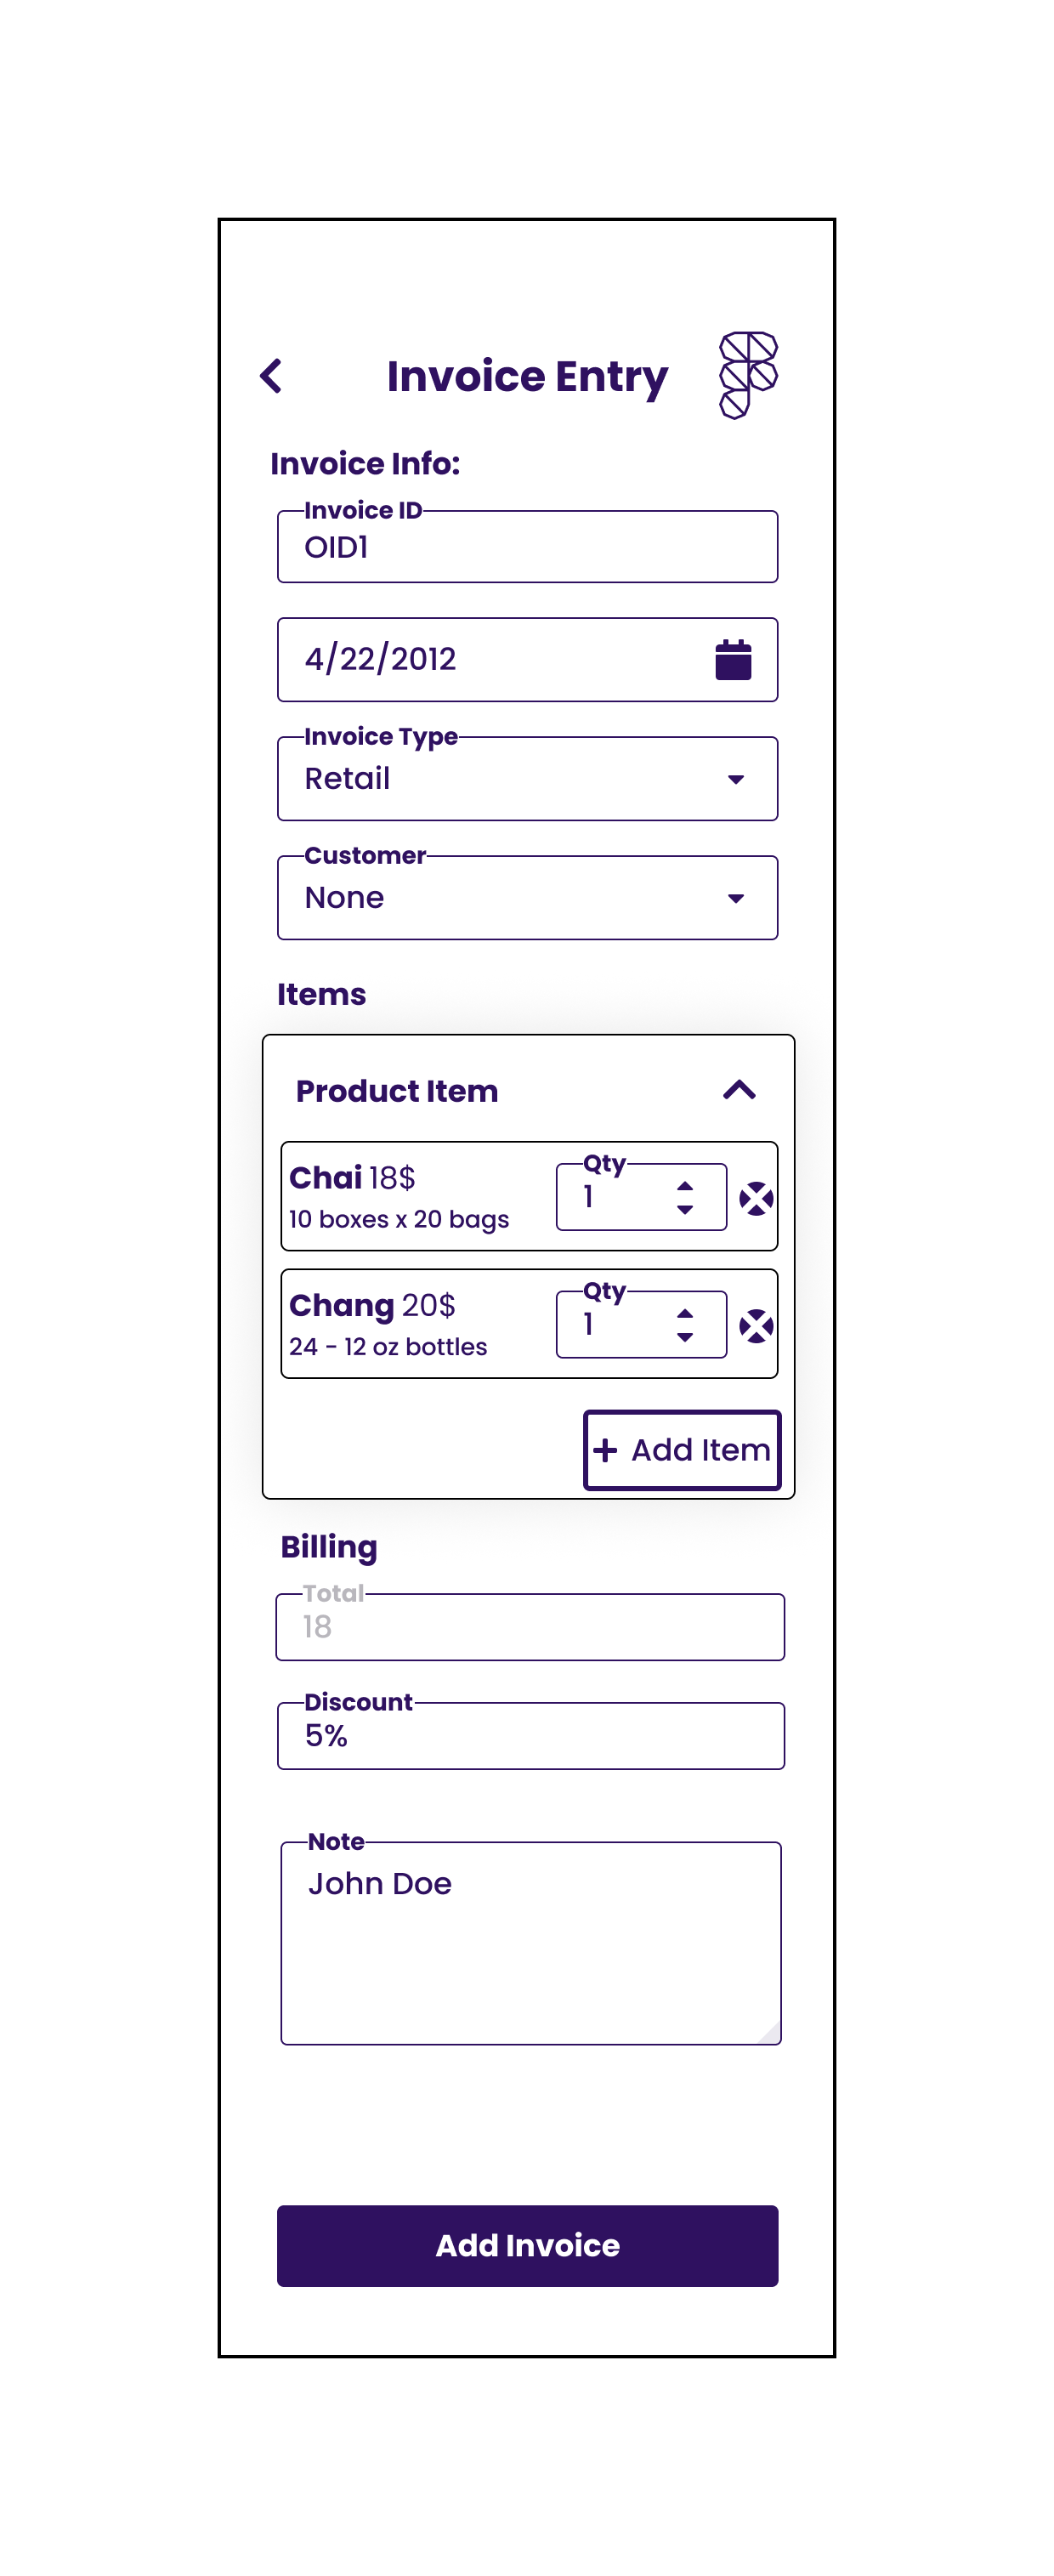 Invoice Entry
Invoice Info:
Invoice ID
OID1
4/22/2012
Invoice Type
Retail
Customer
None
Items
Product Item
Chai 18$
10 boxes x 20 bags
Qty
1
Chang 20$
24 - 12 oz bottles
Qty
1
+ Add Item
Billing
Total
18
Discount
5%
Note
John Doe
Add Invoice